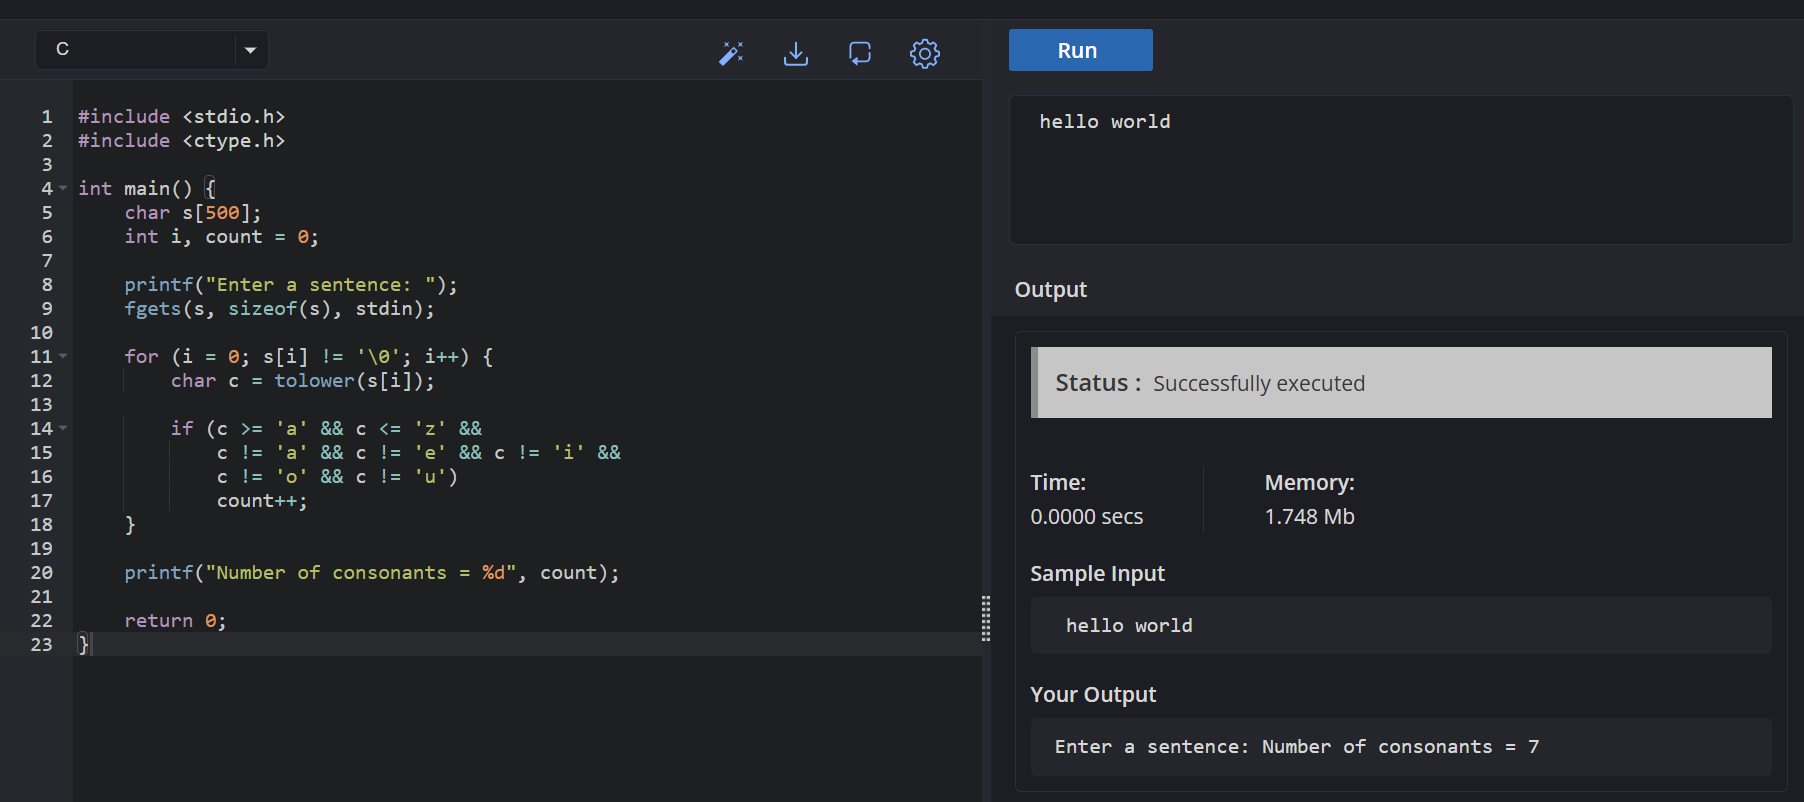 C
Run
1 #include <stdio.h>
2 #include <ctype.h>
3
4 int main() {
5     char s[500];
6     int i, count = 0;
7
8     printf("Enter a sentence: ");
9     fgets(s, sizeof(s), stdin);
10
11     for (i = 0; s[i] != '\0'; i++) {
12         char c = tolower(s[i]);
13
14         if (c >= 'a' && c <= 'z' &&
15             c != 'a' && c != 'e' && c != 'i' &&
16             c != 'o' && c != 'u')
17             count++;
18     }
19
20     printf("Number of consonants = %d", count);
21
22     return 0;
23 }
hello world
Output
Status : Successfully executed
Time:
0.0000 secs
Memory:
1.748 Mb
Sample Input
hello world
Your Output
Enter a sentence: Number of consonants = 7